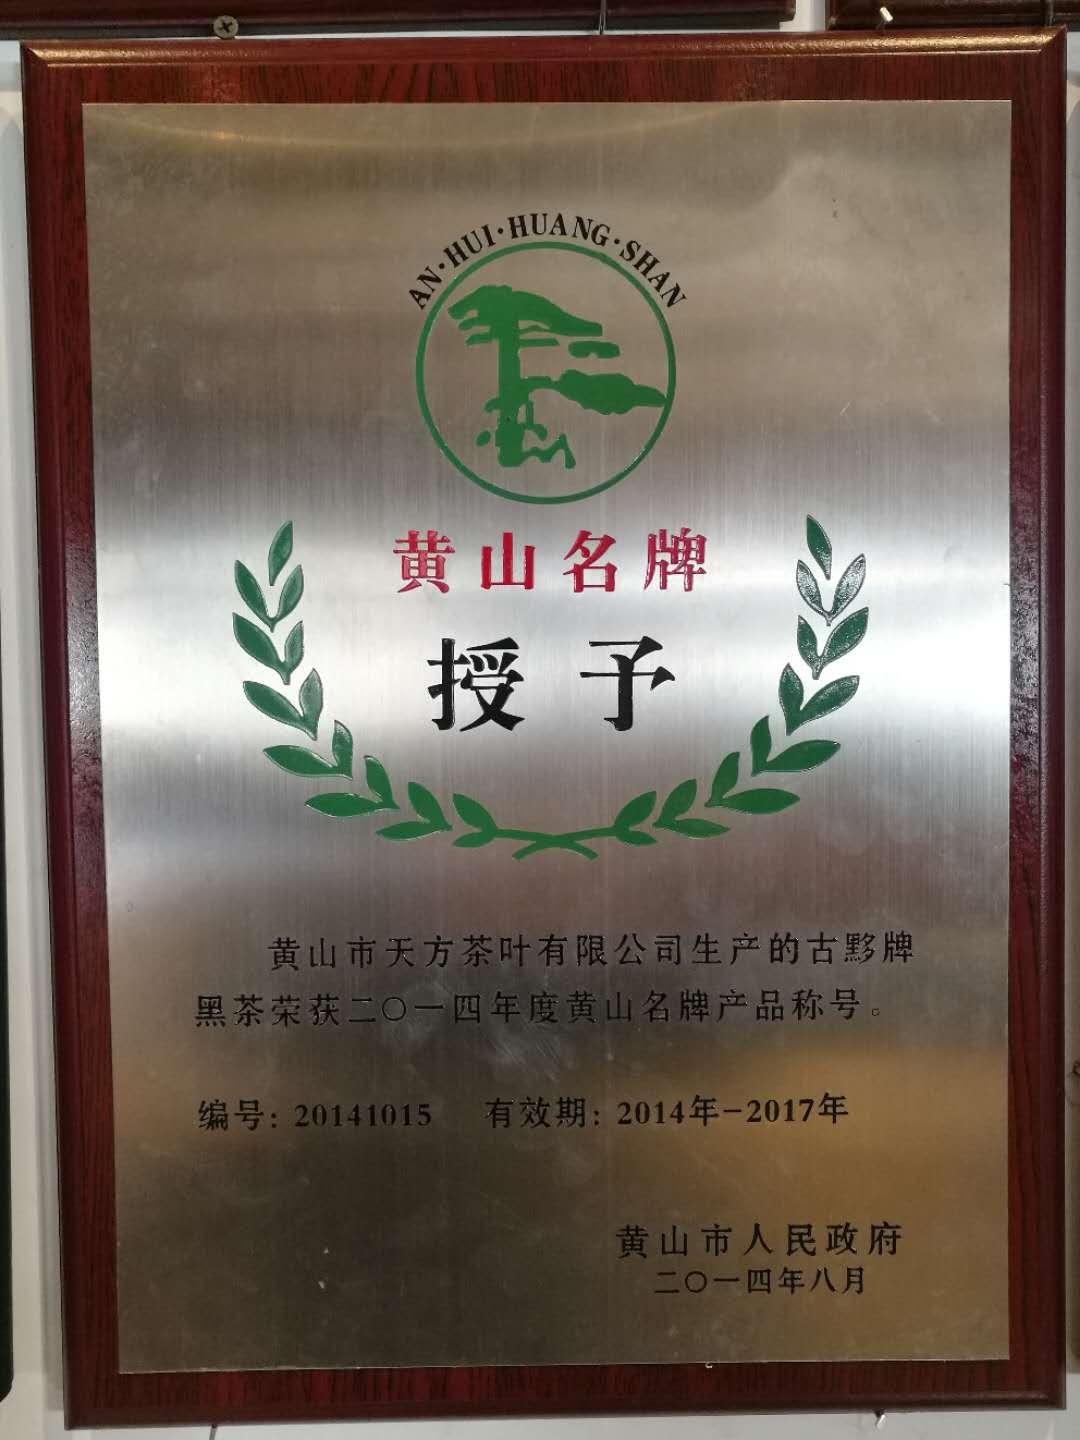 AN·HUI·HUANG·SHAN
黄山名牌
授予
黄山市天方茶叶有限公司生产的古黟牌
黑茶荣获二〇一四年度黄山名牌产品称号。
编号：20141015 有效期：2014年-2017年
黄山市人民政府
二〇一四年八月